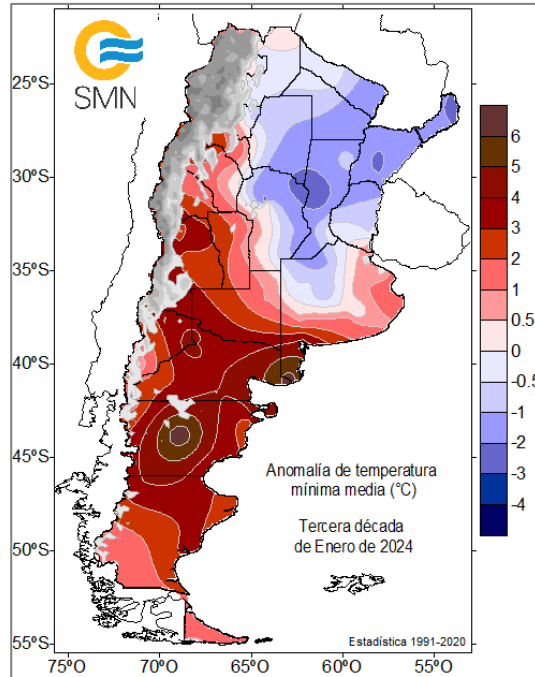 SMN
25°S
30°S
35°S
40°S
45°S
50°S
55°S
75°O
70°O
65°O
60°O
55°O
6
5
4
3
2
1
0.5
0
-0.5
-1
-2
-3
-4
Anomalía de temperatura
mínima media (°C)
Tercera década
de Enero de 2024
Estadística 1991-2020